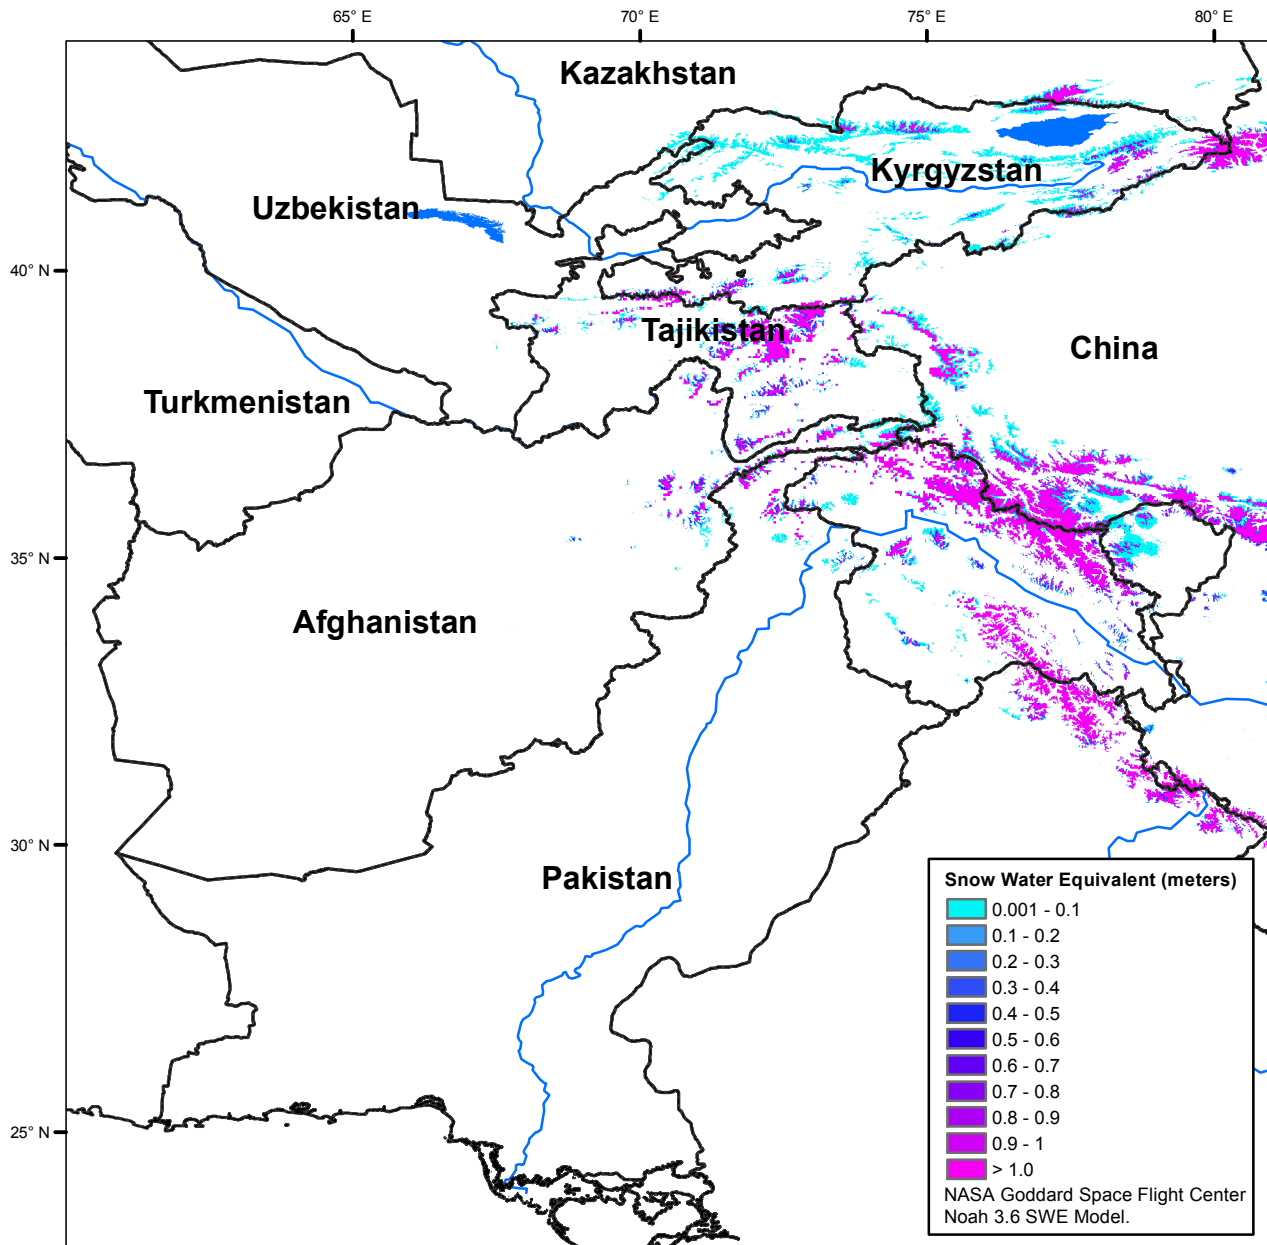 65° E
70° E
75° E
80° E
Kazakhstan
Kyrgyzstan
Uzbekistan
40° N
Tajikistan
China
Turkmenistan
35° N
Afghanistan
30° N
Pakistan
25° N
Snow Water Equivalent (meters)
0.001 - 0.1
0.1 - 0.2
0.2 - 0.3
0.3 - 0.4
0.4 - 0.5
0.5 - 0.6
0.6 - 0.7
0.7 - 0.8
0.8 - 0.9
0.9 - 1
> 1.0
NASA Goddard Space Flight Center
Noah 3.6 SWE Model.